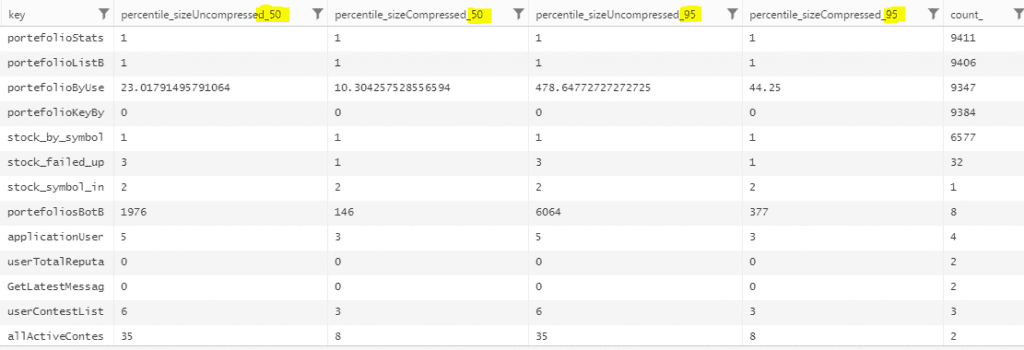 key percentile_sizeUncompressed_50 percentile_sizeCompressed_50 percentile_sizeUncompressed_95 percentile_sizeCompressed_95 count_
portefolioStats 1 1 1 1 9411
portefolioListB 1 1 1 1 9406
portefolioByUse 23.01791495791064 10.304257528556594 478.64772727272725 44.25 9347
portefolioKeyBy 0 0 0 0 9384
stock_by_symbol 1 1 1 1 6577
stock_failed_up 3 1 3 1 32
stock_symbol_in 2 2 2 2 1
portefoliosBotB 1976 146 6064 377 8
applicationUser 5 3 5 3 4
userTotalReputa 0 0 0 0 2
GetLatestMessag 0 0 0 0 2
userContestList 6 3 6 3 3
allActiveContes 35 8 35 8 2